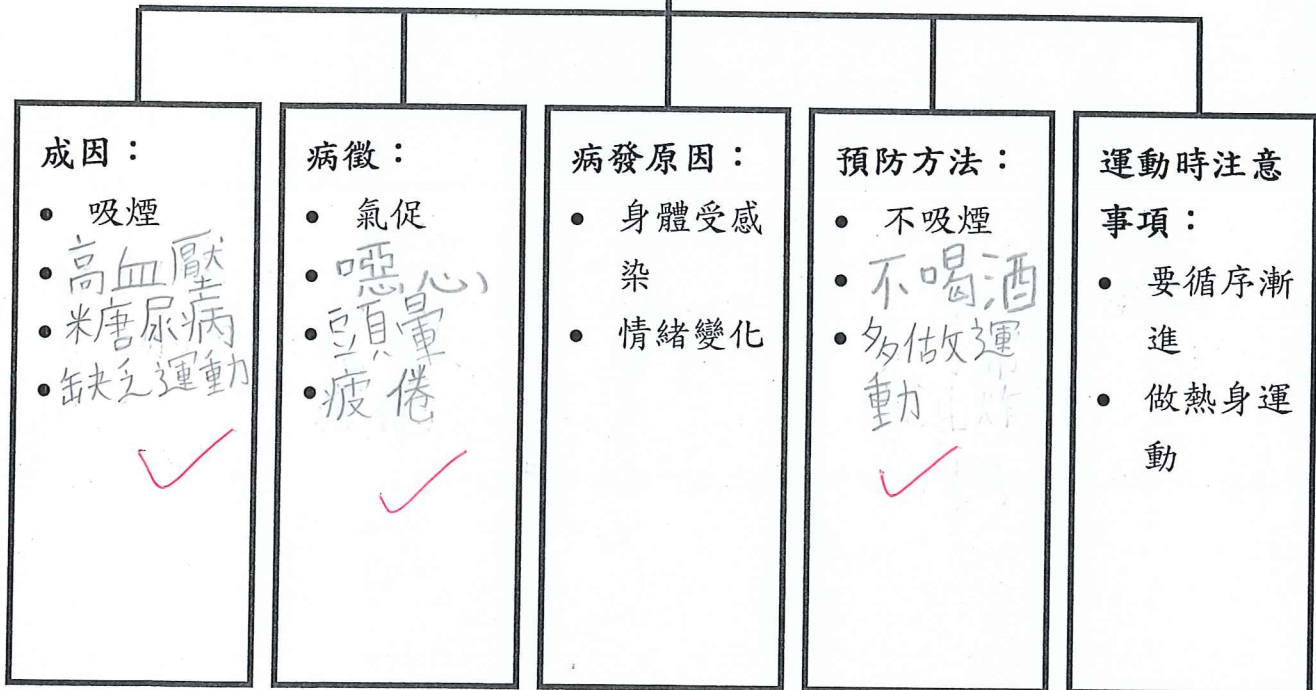 成因：
• 吸煙
• 高血壓
• 糖尿病
• 缺乏運動
病徵：
• 氣促
• 噁心
• 頭暈
• 疲倦
病發原因：
• 身體受感
染
• 情緒變化
預防方法：
• 不吸煙
• 不喝酒
• 多做運
動
運動時注意
事項：
• 要循序漸
進
• 做熱身運
動